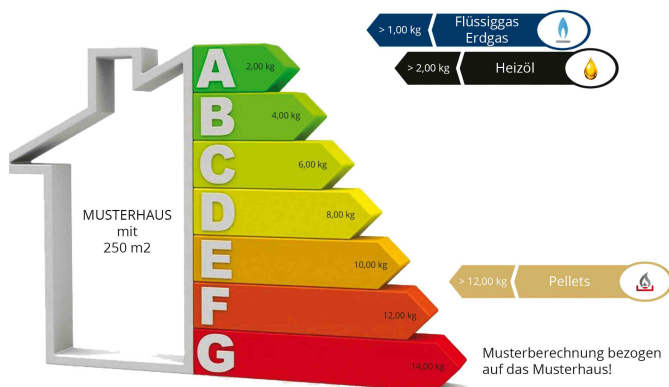 > 1,00 kg
Flüssiggas
Erdgas
> 2,00 kg
Heizöl
A
2,00 kg
B
4,00 kg
C
6,00 kg
MUSTERHAUS
mit
250 m2
D
8,00 kg
E
10,00 kg
> 12,00 kg
Pellets
F
12,00 kg
G
14,00 kg
Musterberechnung bezogen
auf das Musterhaus!